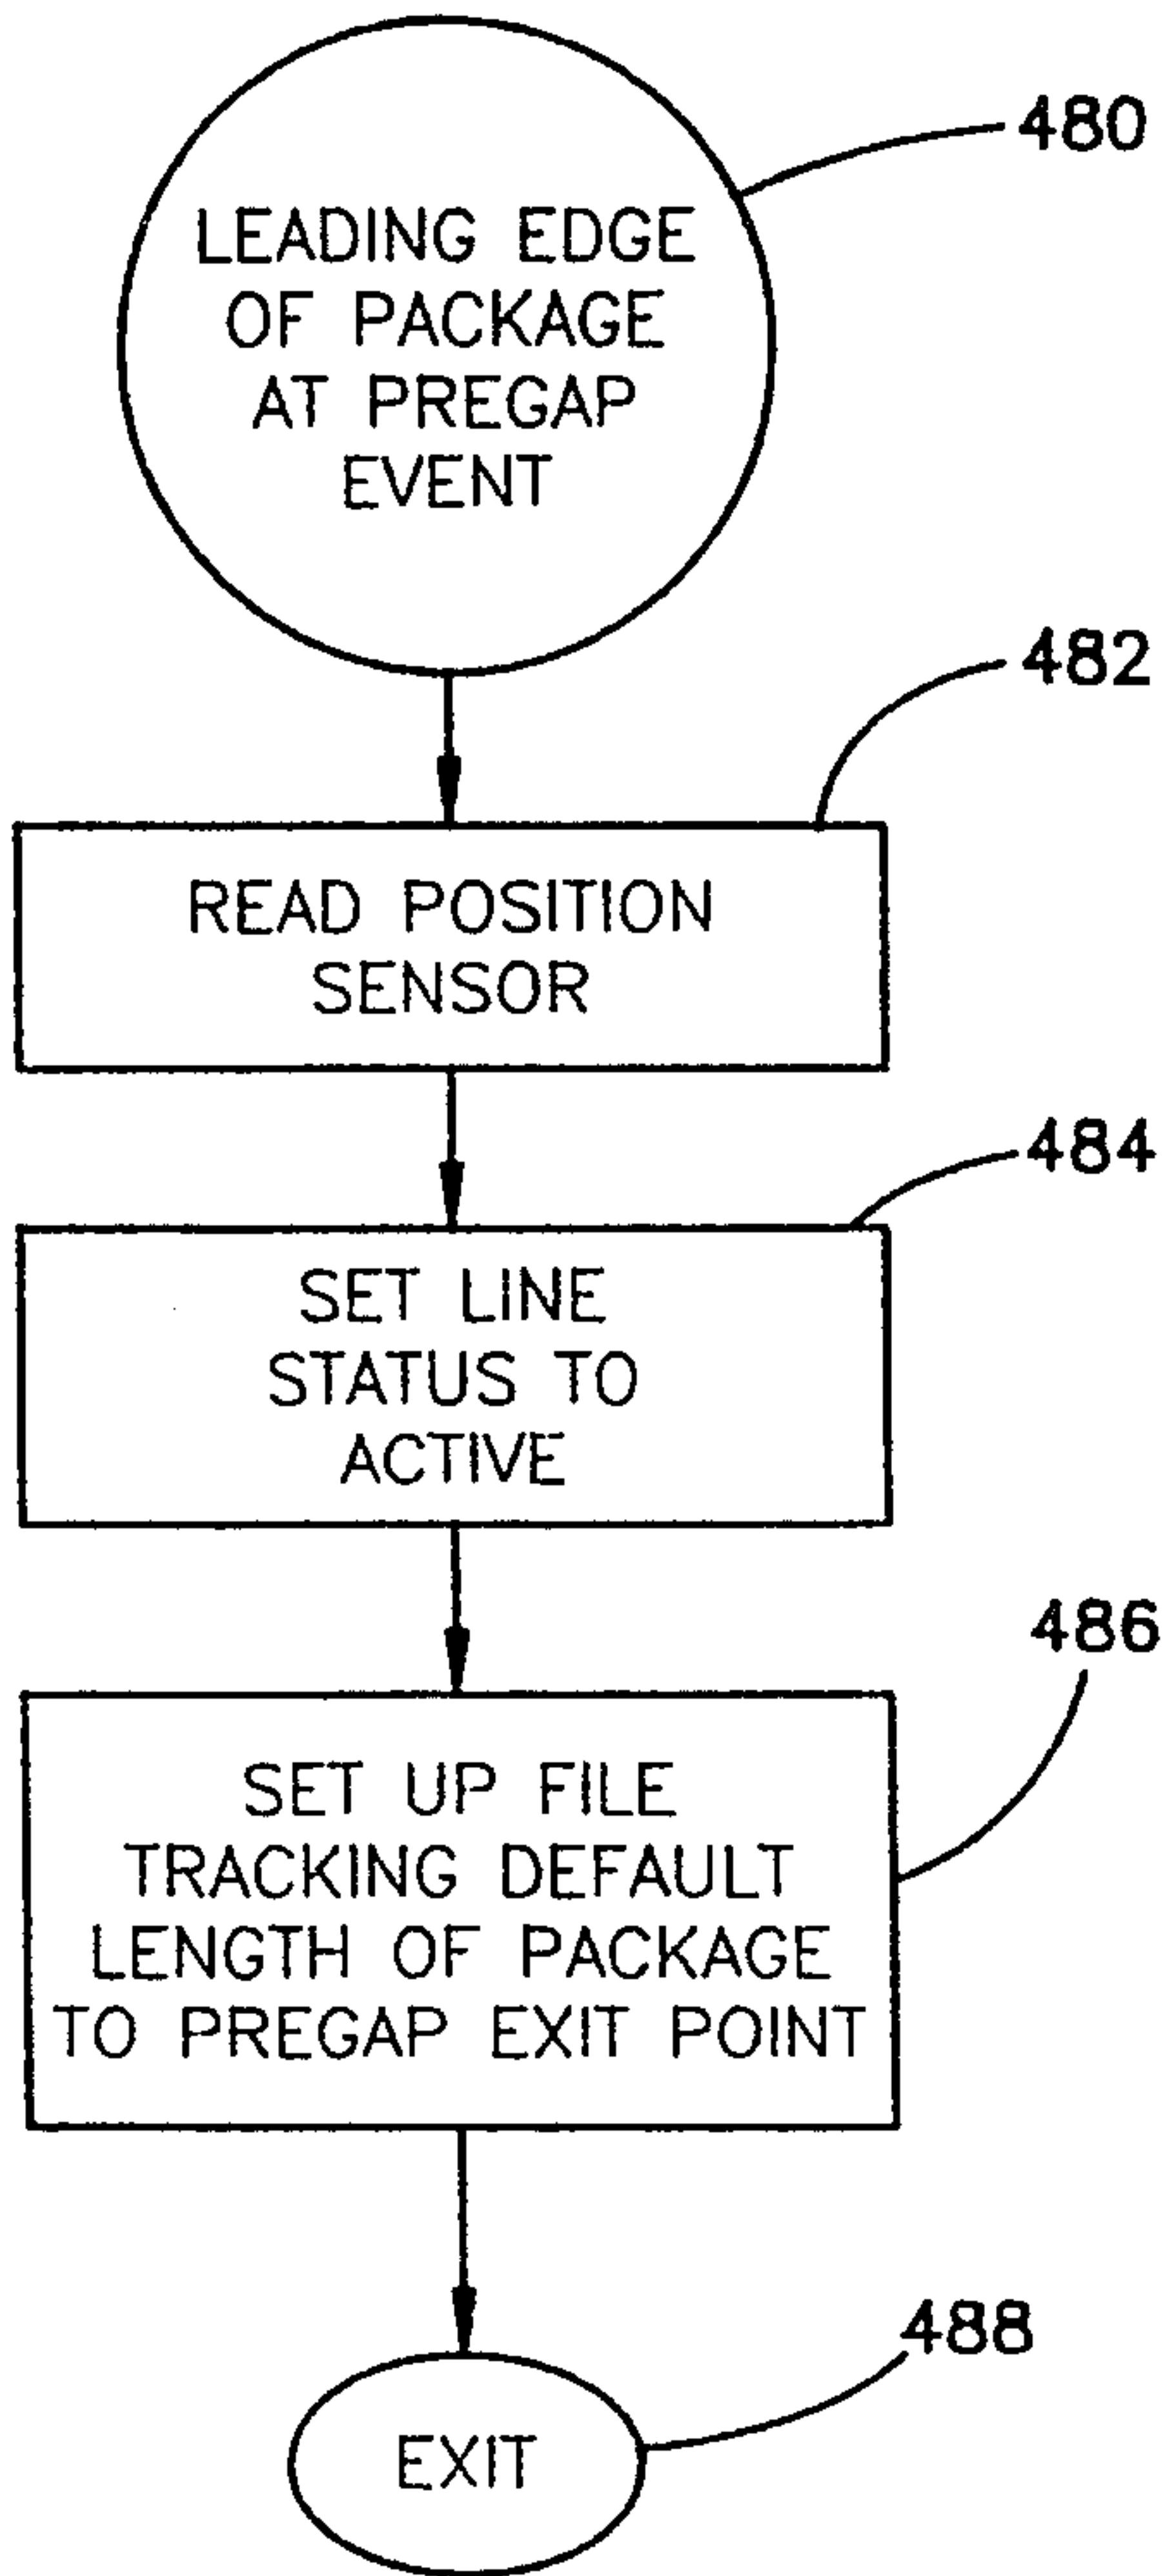 480
LEADING EDGE
OF PACKAGE
AT PREGAP
EVENT
482
READ POSITION
SENSOR
484
SET LINE
STATUS TO
ACTIVE
486
SET UP FILE
TRACKING DEFAULT
LENGTH OF PACKAGE
TO PREGAP EXIT POINT
488
EXIT